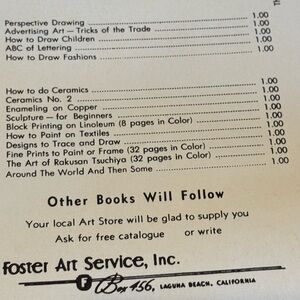 Perspective Drawing 1.00
Advertising Art — Tricks of the Trade 1.00
How to Draw Children 1.00
ABC of Lettering 1.00
How to Draw Fashions 1.00
How to do Ceramics 1.00
Ceramics No. 2 1.00
Enameling on Copper 1.00
Sculpture — for Beginners 1.00
Block Printing on Linoleum (8 pages in Color) 1.00
How to Paint on Textiles 1.00
Designs to Trace and Draw 1.00
Fine Prints to Paint or Frame (32 pages in Color) 1.00
The Art of Rakusan Tsuchiya (32 pages in Color) 1.00
Around The World And Then Some 1.00
Other Books Will Follow
Your local Art Store will be glad to supply you
Ask for free catalogue or write
Foster Art Service, Inc.
F Box 456, LAGUNA BEACH, CALIFORNIA